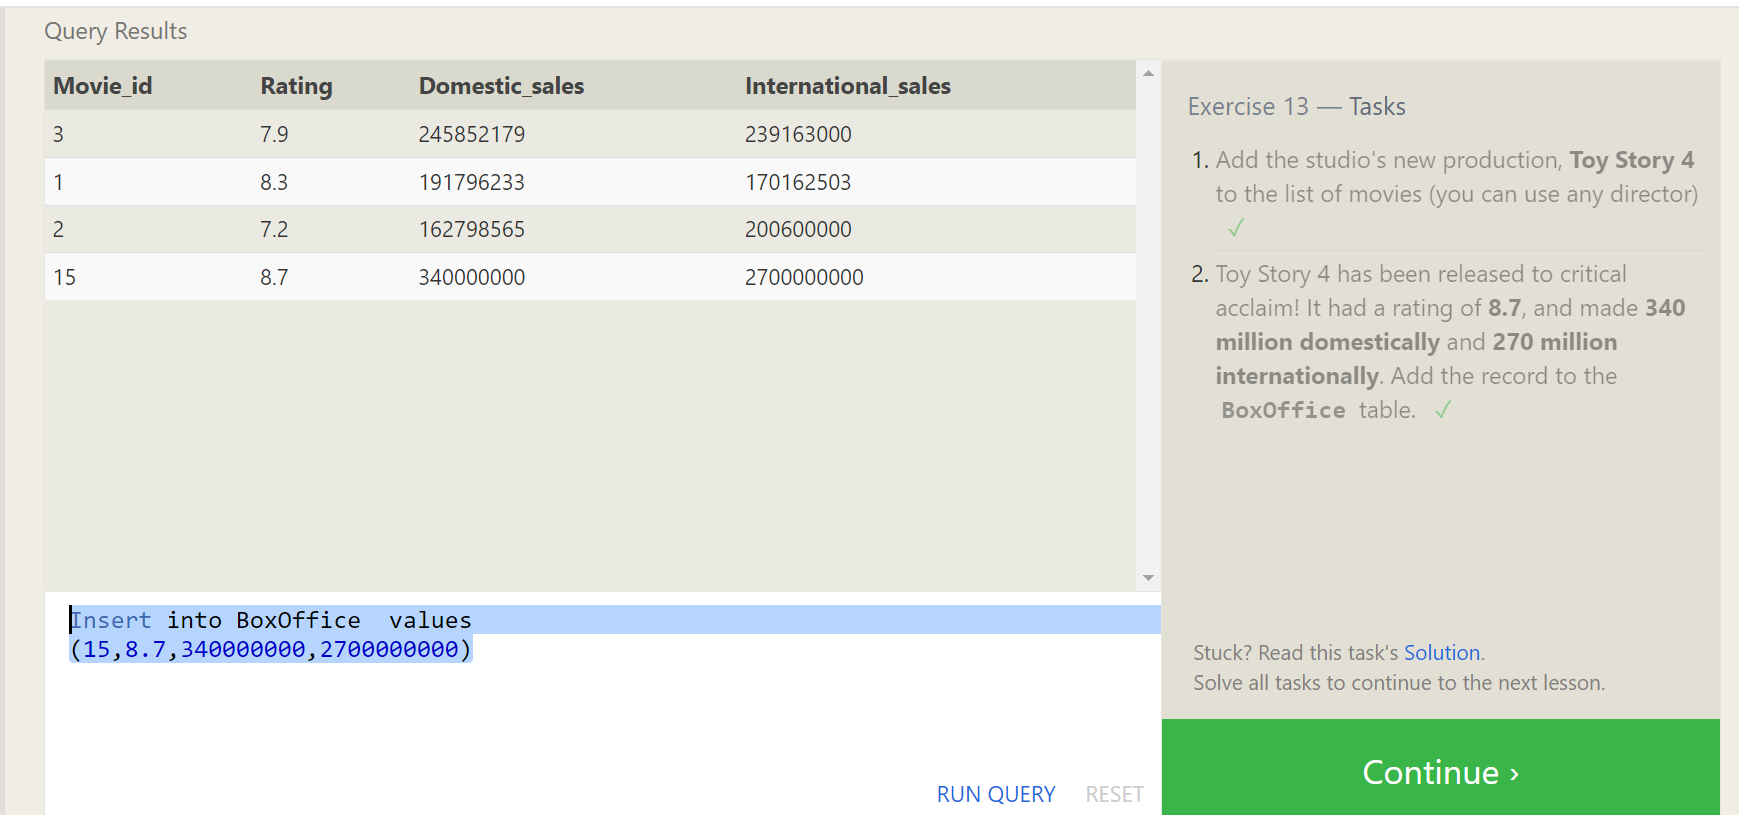 Query Results
Movie_id Rating Domestic_sales International_sales
3 7.9 245852179 239163000
1 8.3 191796233 170162503
2 7.2 162798565 200600000
15 8.7 340000000 2700000000
Insert into BoxOffice  values
(15,8.7,340000000,2700000000)
RUN QUERY RESET
Exercise 13 — Tasks
1. Add the studio's new production, Toy Story 4
to the list of movies (you can use any director)
✓
2. Toy Story 4 has been released to critical
acclaim! It had a rating of 8.7, and made 340
million domestically and 270 million
internationally. Add the record to the
BoxOffice table. ✓
Stuck? Read this task's Solution.
Solve all tasks to continue to the next lesson.
Continue ›